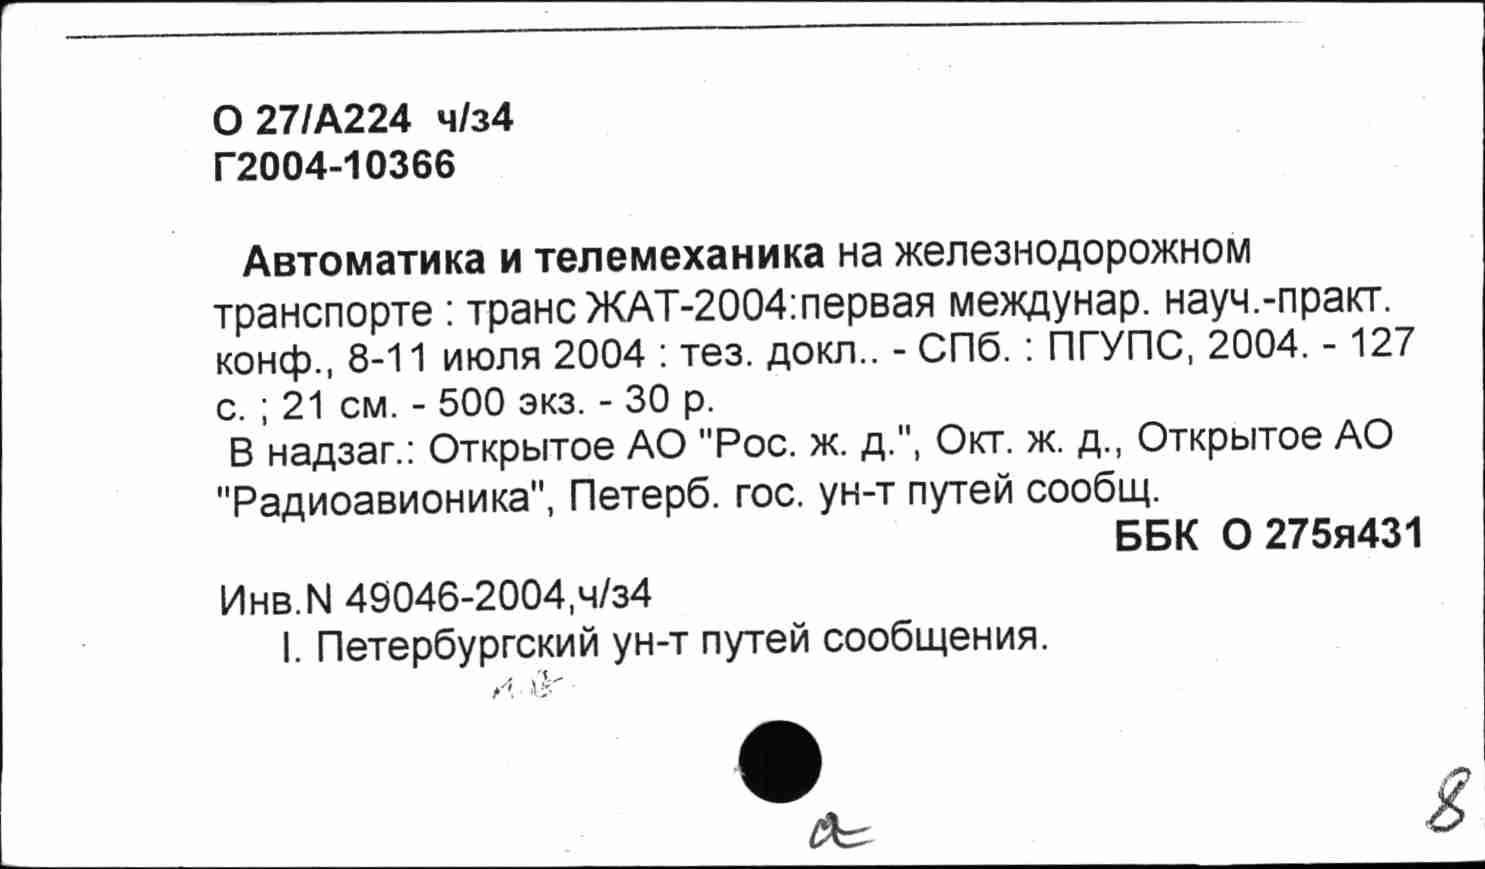 О 27/А224 ч/з4
Г2004-10366
Автоматика и телемеханика на железнодорожном
транспорте : транс ЖАТ-2004:первая междунар. науч.-практ.
конф., 8-11 июля 2004 : тез. докл.. - СПб. : ПГУПС, 2004. - 127
с. ; 21 см. - 500 экз. - 30 р.
В надзаг.: Открытое АО "Рос. ж. д.", Окт. ж. д., Открытое АО
"Радиоавионика", Петерб. гос. ун-т путей сообщ.
ББК О 275я431
Инв.N 49046-2004,ч/з4
I. Петербургский ун-т путей сообщения.
а
8